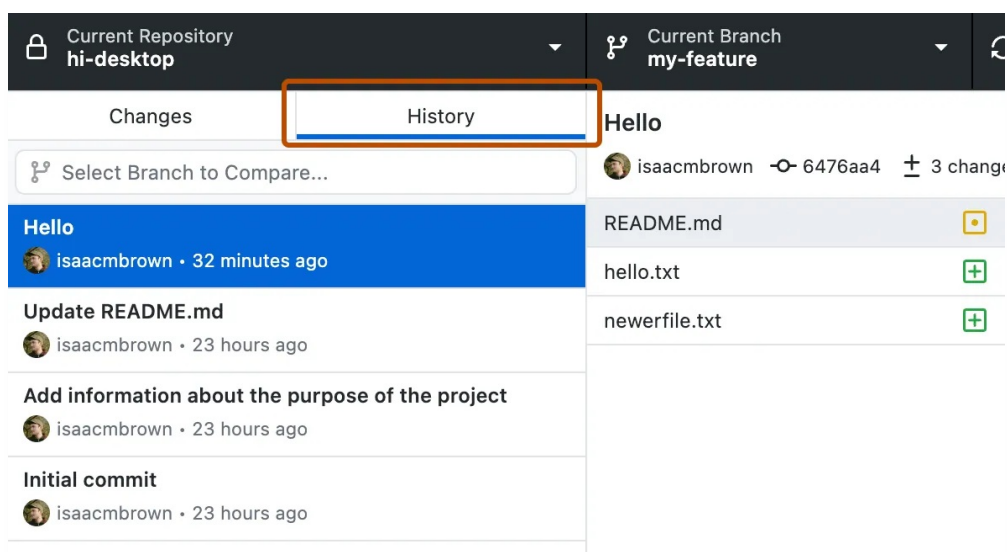 Current Repository
hi-desktop
Current Branch
my-feature
Changes
History
Select Branch to Compare...
Hello
isaacmbrown • 32 minutes ago
Update README.md
isaacmbrown • 23 hours ago
Add information about the purpose of the project
isaacmbrown • 23 hours ago
Initial commit
isaacmbrown • 23 hours ago
Hello
isaacmbrown 6476aa4 3 change
README.md
hello.txt
newerfile.txt